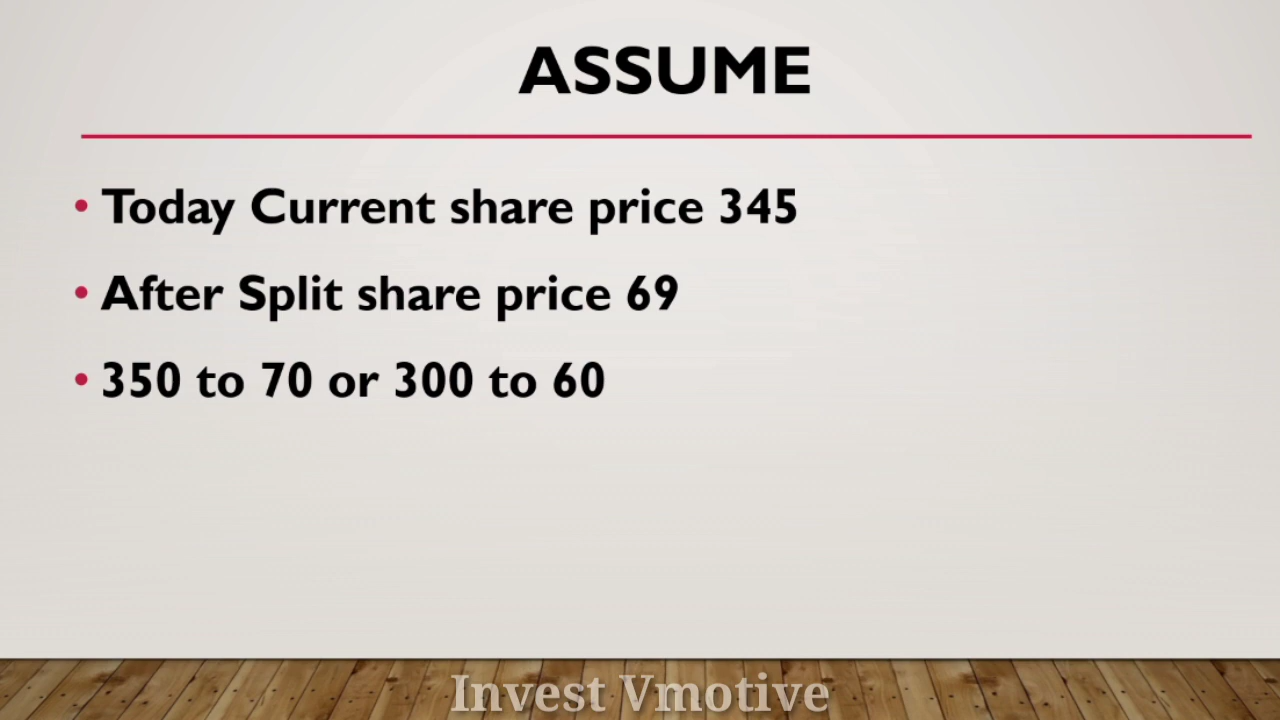 ASSUME
• Today Current share price 345
• After Split share price 69
• 350 to 70 or 300 to 60
Invest Vmotive